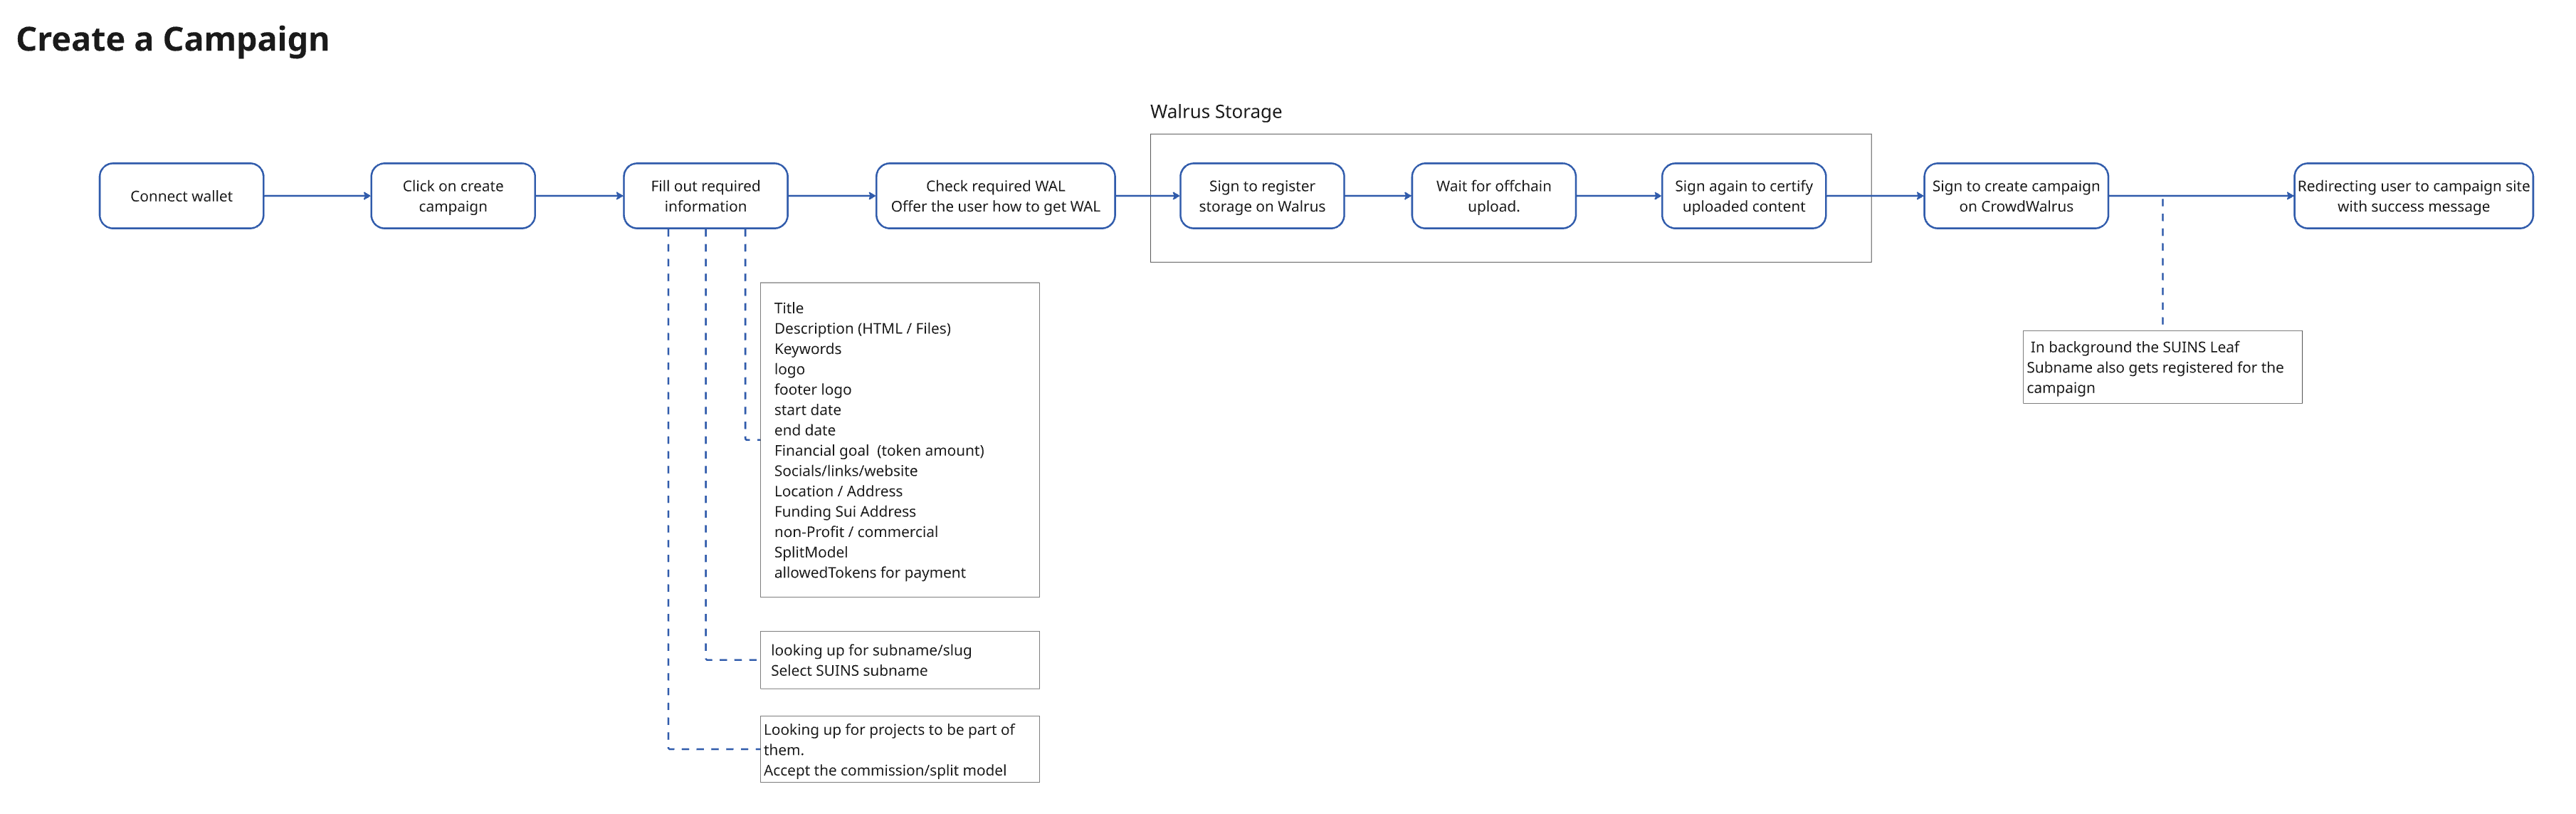 Create a Campaign
Walrus Storage
Connect wallet
Click on create
campaign
Fill out required
information
Check required WAL
Offer the user how to get WAL
Sign to register
storage on Walrus
Wait for offchain
upload.
Sign again to certify
uploaded content
Sign to create campaign
on CrowdWalrus
Redirecting user to campaign site
with success message
Title
Description (HTML / Files)
Keywords
logo
footer logo
start date
end date
Financial goal  (token amount)
Socials/links/website
Location / Address
Funding Sui Address
non-Profit / commercial
SplitModel
allowedTokens for payment
In background the SUINS Leaf
Subname also gets registered for the
campaign
looking up for subname/slug
Select SUINS subname
Looking up for projects to be part of
them.
Accept the commission/split model